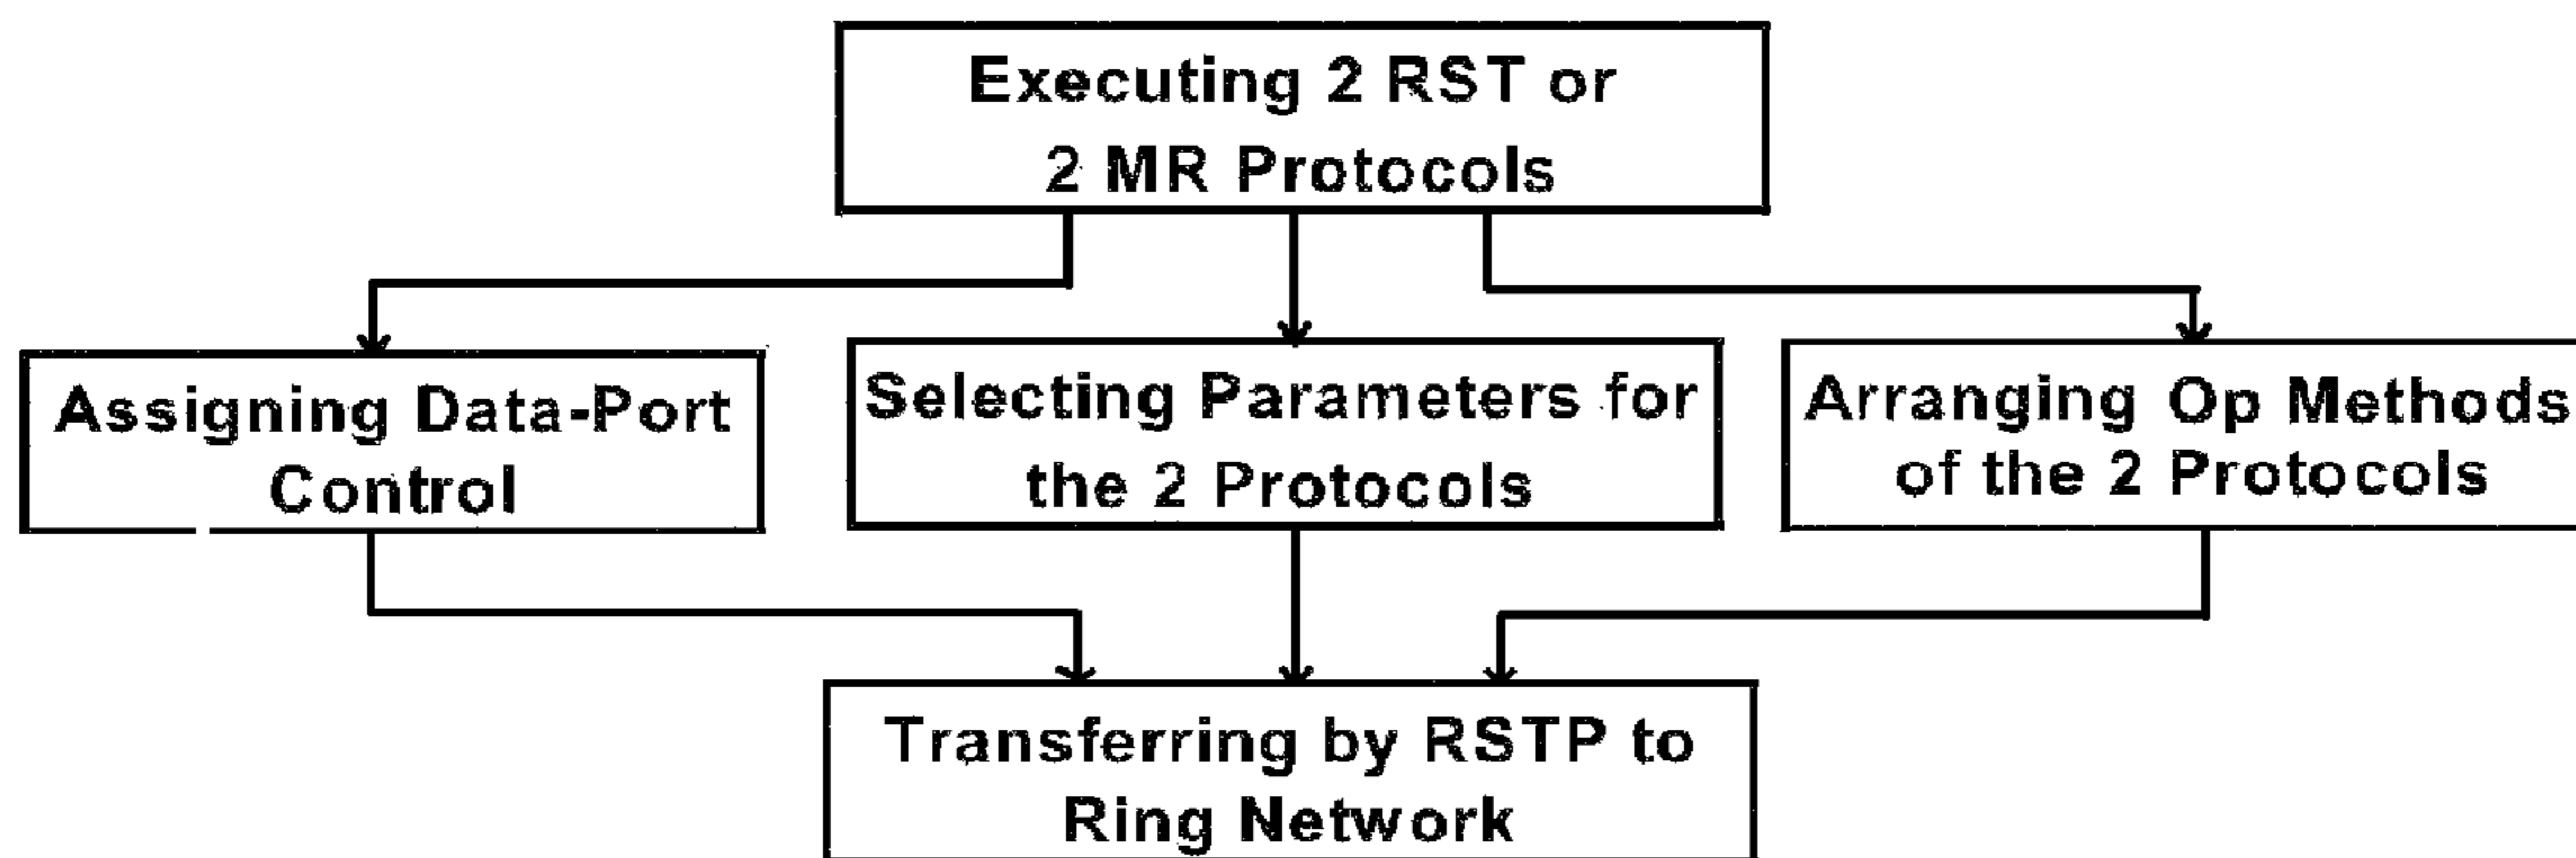 Executing 2 RST or
2 MR Protocols
Assigning Data-Port
Control
Selecting Parameters for
the 2 Protocols
Arranging Op Methods
of the 2 Protocols
Transferring by RSTP to
Ring Network